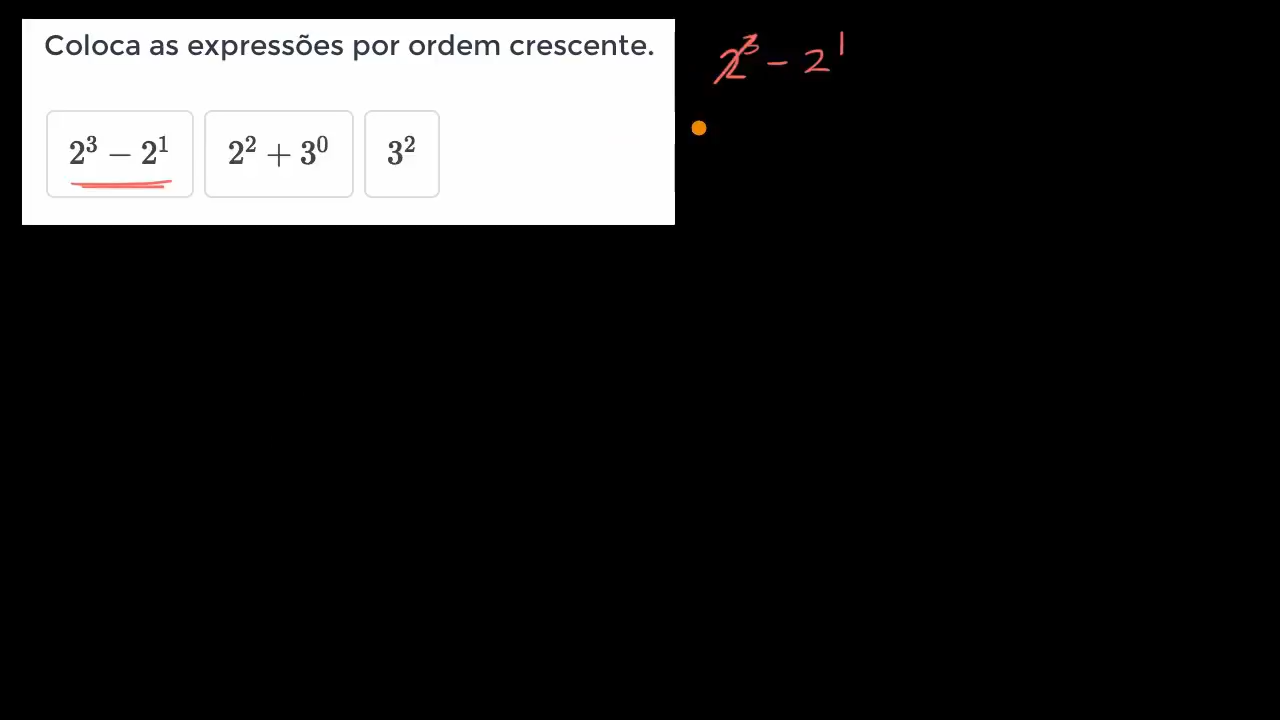 Coloca as expressões por ordem crescente.
2³ − 2¹
2² + 3⁰
3²
2³ − 2¹